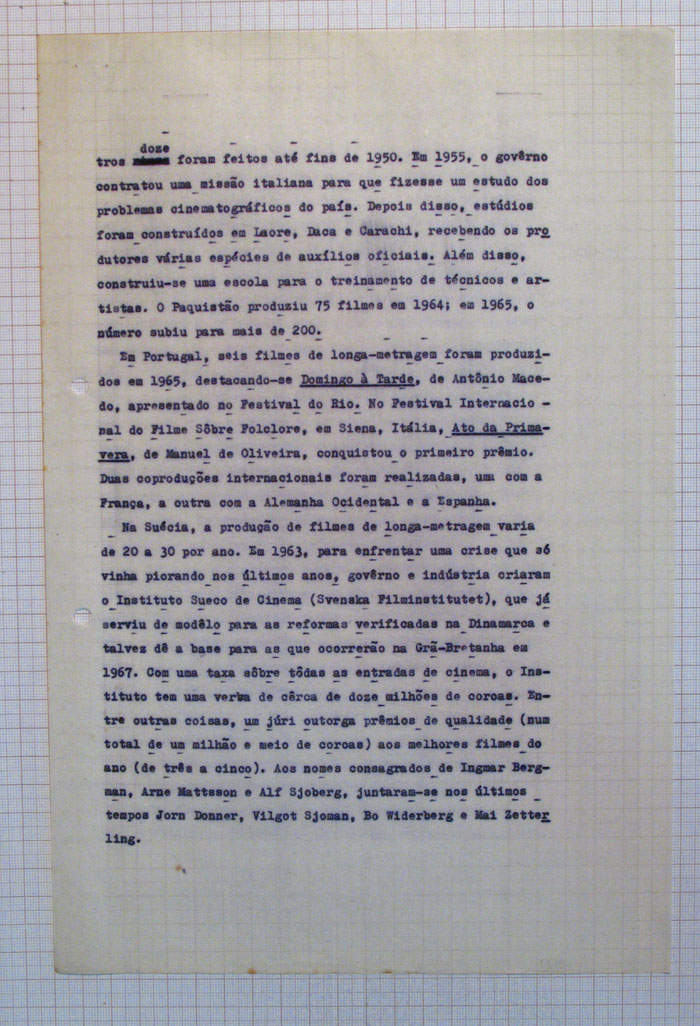 doze
tros foram feitos até fins de 1950. Em 1955, o govêrno
contratou uma missão italiana para que fizesse um estudo dos
problemas cinematográficos do país. Depois disso, estúdios
foram construídos em Laore, Daca e Carachi, recebendo os pro
dutores várias espécies de auxílios oficiais. Além disso,
construiu-se uma escola para o treinamento de técnicos e ar-
tistas. O Paquistão produziu 75 filmes em 1964; em 1965, o
número subiu para mais de 200.
Em Portugal, seis filmes de longa-metragem foram produzi-
dos em 1965, destacando-se Domingo à Tarde, de Antônio Mace-
do, apresentado no Festival do Rio. No Festival Internacio -
nal do Filme Sôbre Folclore, em Siena, Itália, Ato da Prima-
vera, de Manuel de Oliveira, conquistou o primeiro prêmio.
Duas coproduções internacionais foram realizadas, uma com a
França, a outra com a Alemanha Ocidental e a Espanha.
Na Suécia, a produção de filmes de longa-metragem varia
de 20 a 30 por ano. Em 1963, para enfrentar uma crise que só
vinha piorando nos últimos anos, govêrno e indústria criaram
o Instituto Sueco de Cinema (Svenska Filminstitutet), que já
serviu de modêlo para as reformas verificadas na Dinamarca e
talvez dê a base para as que ocorrerão na Grã-Bretanha em
1967. Com uma taxa sôbre tôdas as entradas de cinema, o Ins-
tituto tem uma verba de cêrca de doze milhões de coroas. En-
tre outras coisas, um júri outorga prêmios de qualidade (num
total de um milhão e meio de coroas) aos melhores filmes do
ano (de três a cinco). Aos nomes consagrados de Ingmar Berg-
man, Arne Mattsson e Alf Sjoberg, juntaram-se nos últimos
tempos Jorn Donner, Vilgot Sjoman, Bo Widerberg e Mai Zetter
ling.